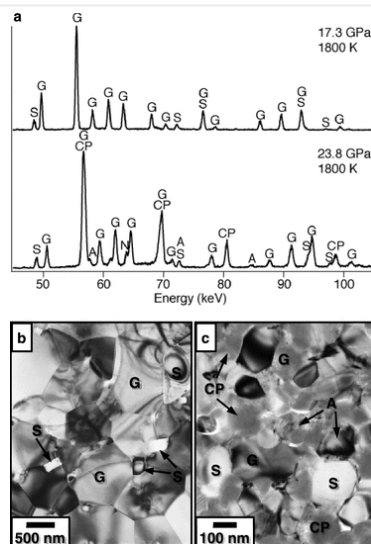 a
17.3 GPa
1800 K
G
G
S
G
G
G
G
G
S
G
S
G
G
G
G
S
S
G
23.8 GPa
1800 K
G
CP
S
G
A
G
G
N
G
G
CP
G
A
S
G
CP
A
G
G
S
G
S
CP
G
50
60
70
80
90
100
Energy (keV)
b
G
S
S
G
S
500 nm
c
G
CP
A
S
G
S
CP
100 nm